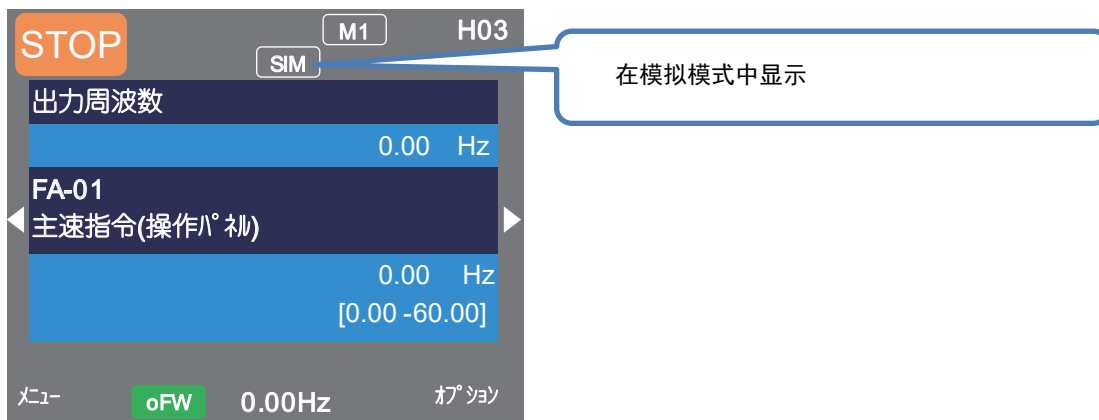 STOP
M1
H03
SIM
在模拟模式中显示
出力周波数
0.00 Hz
FA-01
主速指令(操作ﾊﾟﾈﾙ)
0.00 Hz
[0.00 -60.00]
ﾒﾆｭｰ
oFW
0.00Hz
ｵﾌﾟｼｮﾝ